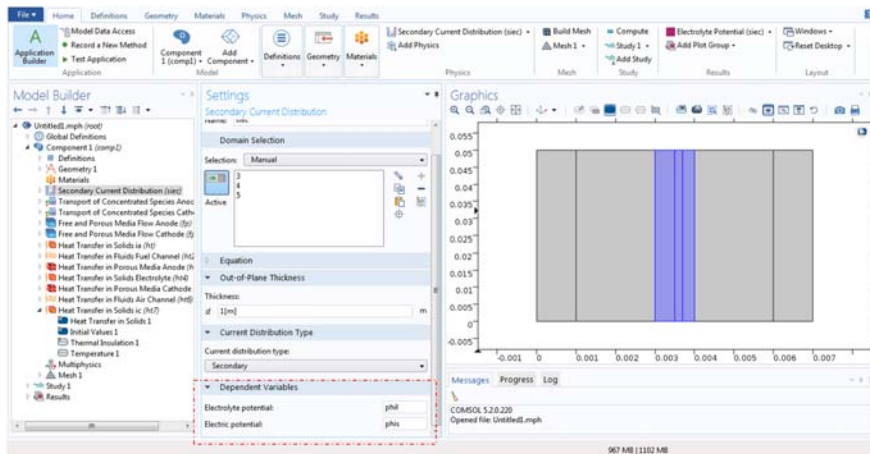 File Home Definitions Geometry Materials Physics Mesh Study Results
Application Builder
Model Data Access
Record a New Method
Test Application
Application
Component 1 (comp1)
Add Component
Model
Definitions
Geometry
Materials
Secondary Current Distribution (siec)
Add Physics
Physics
Build Mesh
Mesh 1
Mesh
Compute
Study 1
Add Study
Study
Electrolyte Potential (siec)
Add Plot Group
Results
Windows
Reset Desktop
Layout
Model Builder
Untitled1.mph (root)
Global Definitions
Component 1 (comp1)
Definitions
Geometry 1
Materials
Secondary Current Distribution (siec)
Transport of Concentrated Species Anoc
Transport of Concentrated Species Cath
Free and Porous Media Flow Anode (fp)
Free and Porous Media Flow Cathode (fp
Heat Transfer in Solids ia (ht)
Heat Transfer in Fluids Fuel Channel (ht2
Heat Transfer in Porous Media Anode (h
Heat Transfer in Solids Electrolyte (ht4)
Heat Transfer in Porous Media Cathode
Heat Transfer in Fluids Air Channel (ht6)
Heat Transfer in Solids ic (ht7)
Heat Transfer in Solids 1
Initial Values 1
Thermal Insulation 1
Temperature 1
Multiphysics
Mesh 1
Study 1
Results
Settings
Secondary Current Distribution
Domain Selection
Selection: Manual
Active
3
4
5
Equation
Out-of-Plane Thickness
Thickness:
d 1[m] m
Current Distribution Type
Current distribution type:
Secondary
Dependent Variables
Electrolyte potential: phil
Electric potential: phis
Graphics
0.055
0.05
0.045
0.04
0.035
0.03
0.025
0.02
0.015
0.01
0.005
0
-0.005
-0.001 0 0.001 0.002 0.003 0.004 0.005 0.006 0.007
Messages Progress Log
COMSOL 5.2.0.220
Opened file: Untitled1.mph
967 MB | 1102 MB